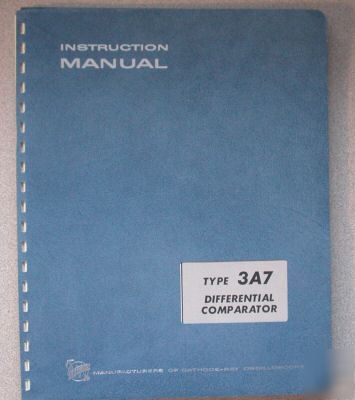 INSTRUCTION
MANUAL
TYPE 3A7
DIFFERENTIAL
COMPARATOR
MANUFACTURERS OF CATHODE-RAY OSCILLOSCOPES